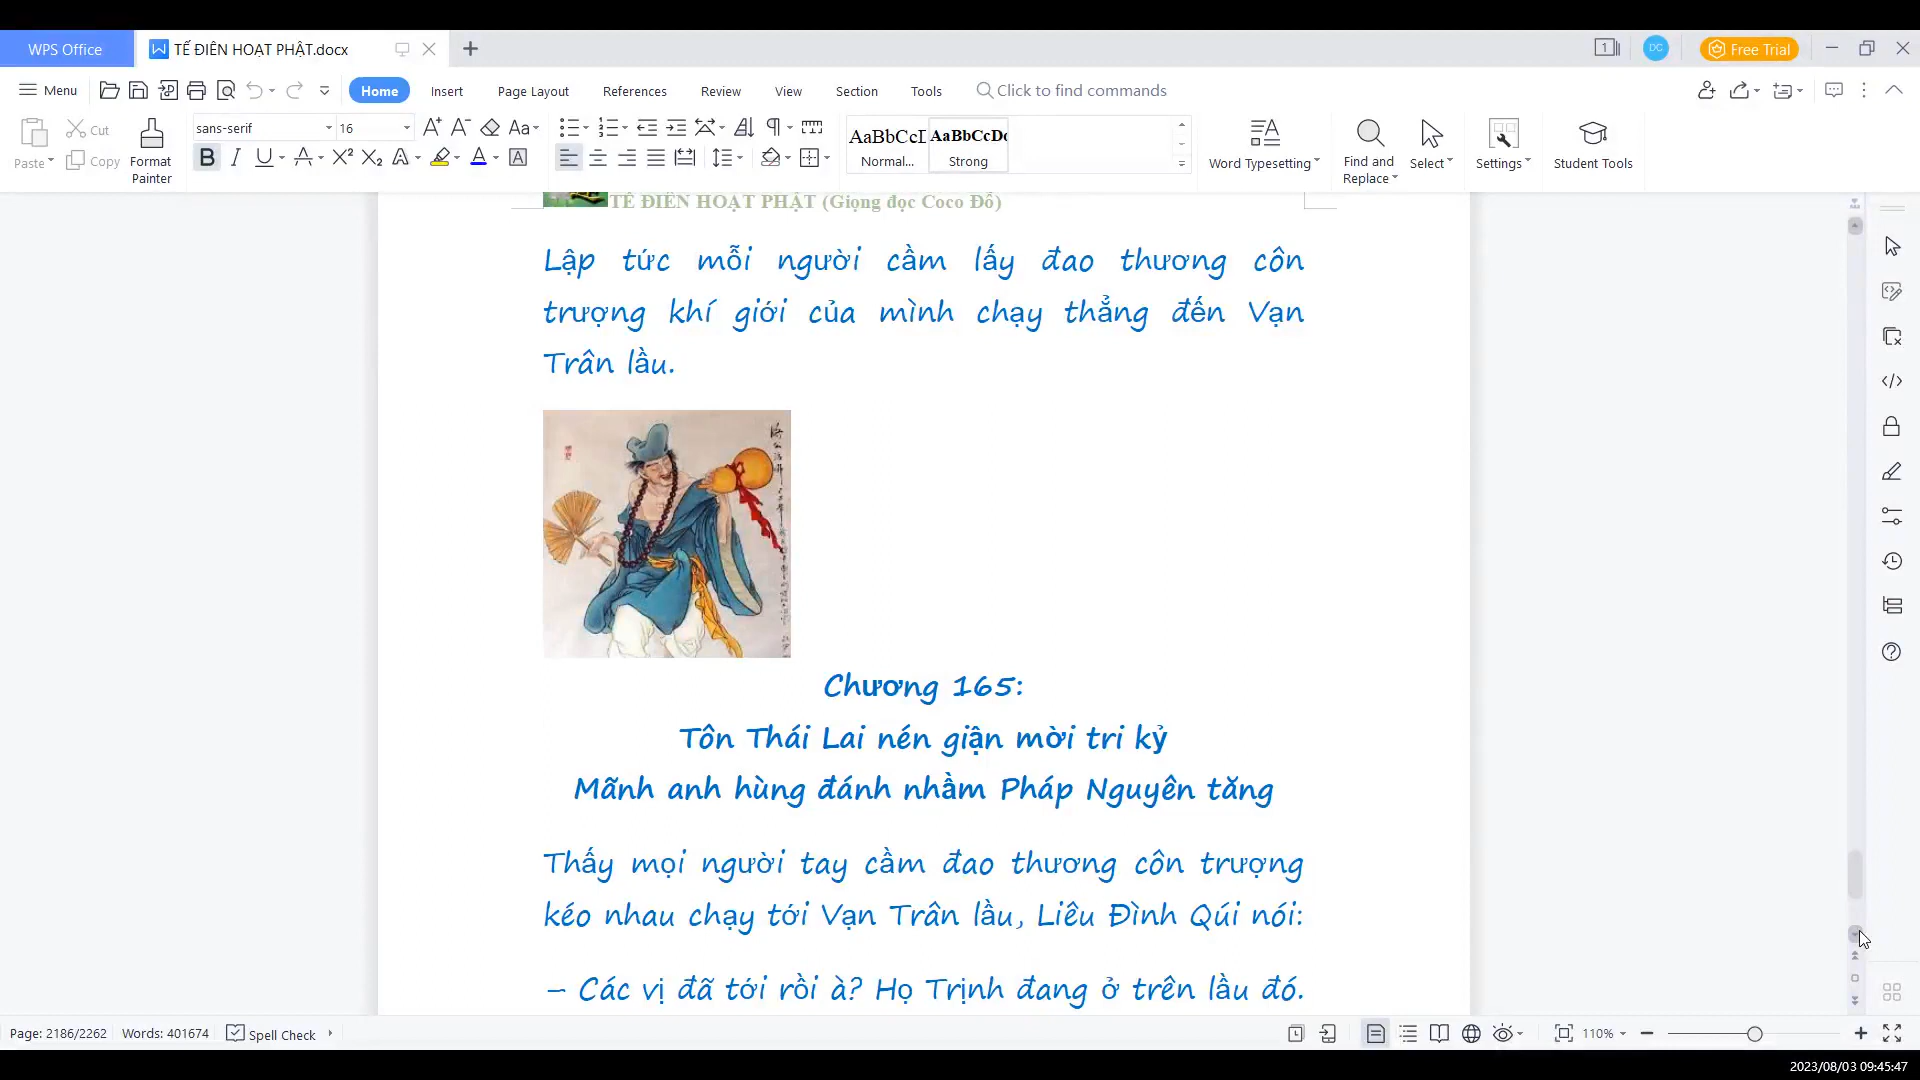 WPS Office
TẾ ĐIÊN HOẠT PHẬT.docx
1
DC
Free Trial
Menu
Home
Insert
Page Layout
References
Review
View
Section
Tools
Click to find commands
Paste
Cut
Copy
Format
Painter
sans-serif
16
AaBbCcD
Normal...
AaBbCcDd
Strong
Word Typesetting
Find and
Replace
Select
Settings
Student Tools
TẾ ĐIÊN HOẠT PHẬT (Giọng đọc Coco Đỗ)
Lập tức mỗi người cầm lấy đao thương côn
trượng khí giới của mình chạy thẳng đến Vạn
Trân lầu.
Chương 165:
Tôn Thái Lai nén giận mời tri kỷ
Mãnh anh hùng đánh nhầm Pháp Nguyên tăng
Thấy mọi người tay cầm đao thương côn trượng
kéo nhau chạy tới Vạn Trân lầu, Liêu Đình Qúi nói:
– Các vị đã tới rồi à? Họ Trịnh đang ở trên lầu đó.
Page: 2186/2262
Words: 401674
Spell Check
110%
2023/08/03 09:45:47